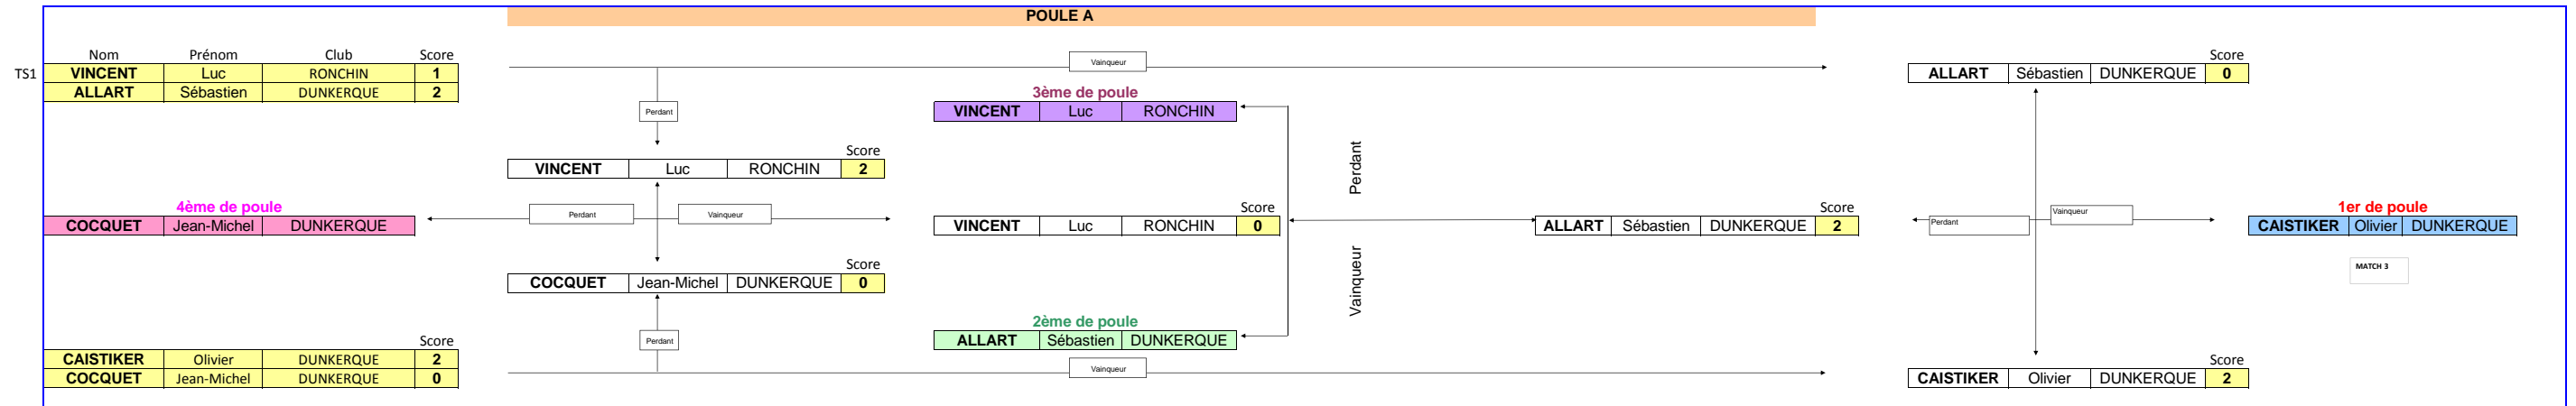 POULE A
Nom Prénom Club Score
Vainqueur
Score
TS1 VINCENT Luc RONCHIN 1
ALLART Sébastien DUNKERQUE 0
ALLART Sébastien DUNKERQUE 2
3ème de poule
Perdant
VINCENT Luc RONCHIN
Score
VINCENT Luc RONCHIN 2
Perdant
4ème de poule
Score
Score
1er de poule
COCQUET Jean-Michel DUNKERQUE
Perdant
Vainqueur
VINCENT Luc RONCHIN 0
ALLART Sébastien DUNKERQUE 2
Perdant
Vainqueur
CAISTIKER Olivier DUNKERQUE
Score
MATCH 3
COCQUET Jean-Michel DUNKERQUE 0
Vainqueur
2ème de poule
Score
Perdant
ALLART Sébastien DUNKERQUE
CAISTIKER Olivier DUNKERQUE 2
Vainqueur
Score
COCQUET Jean-Michel DUNKERQUE 0
CAISTIKER Olivier DUNKERQUE 2